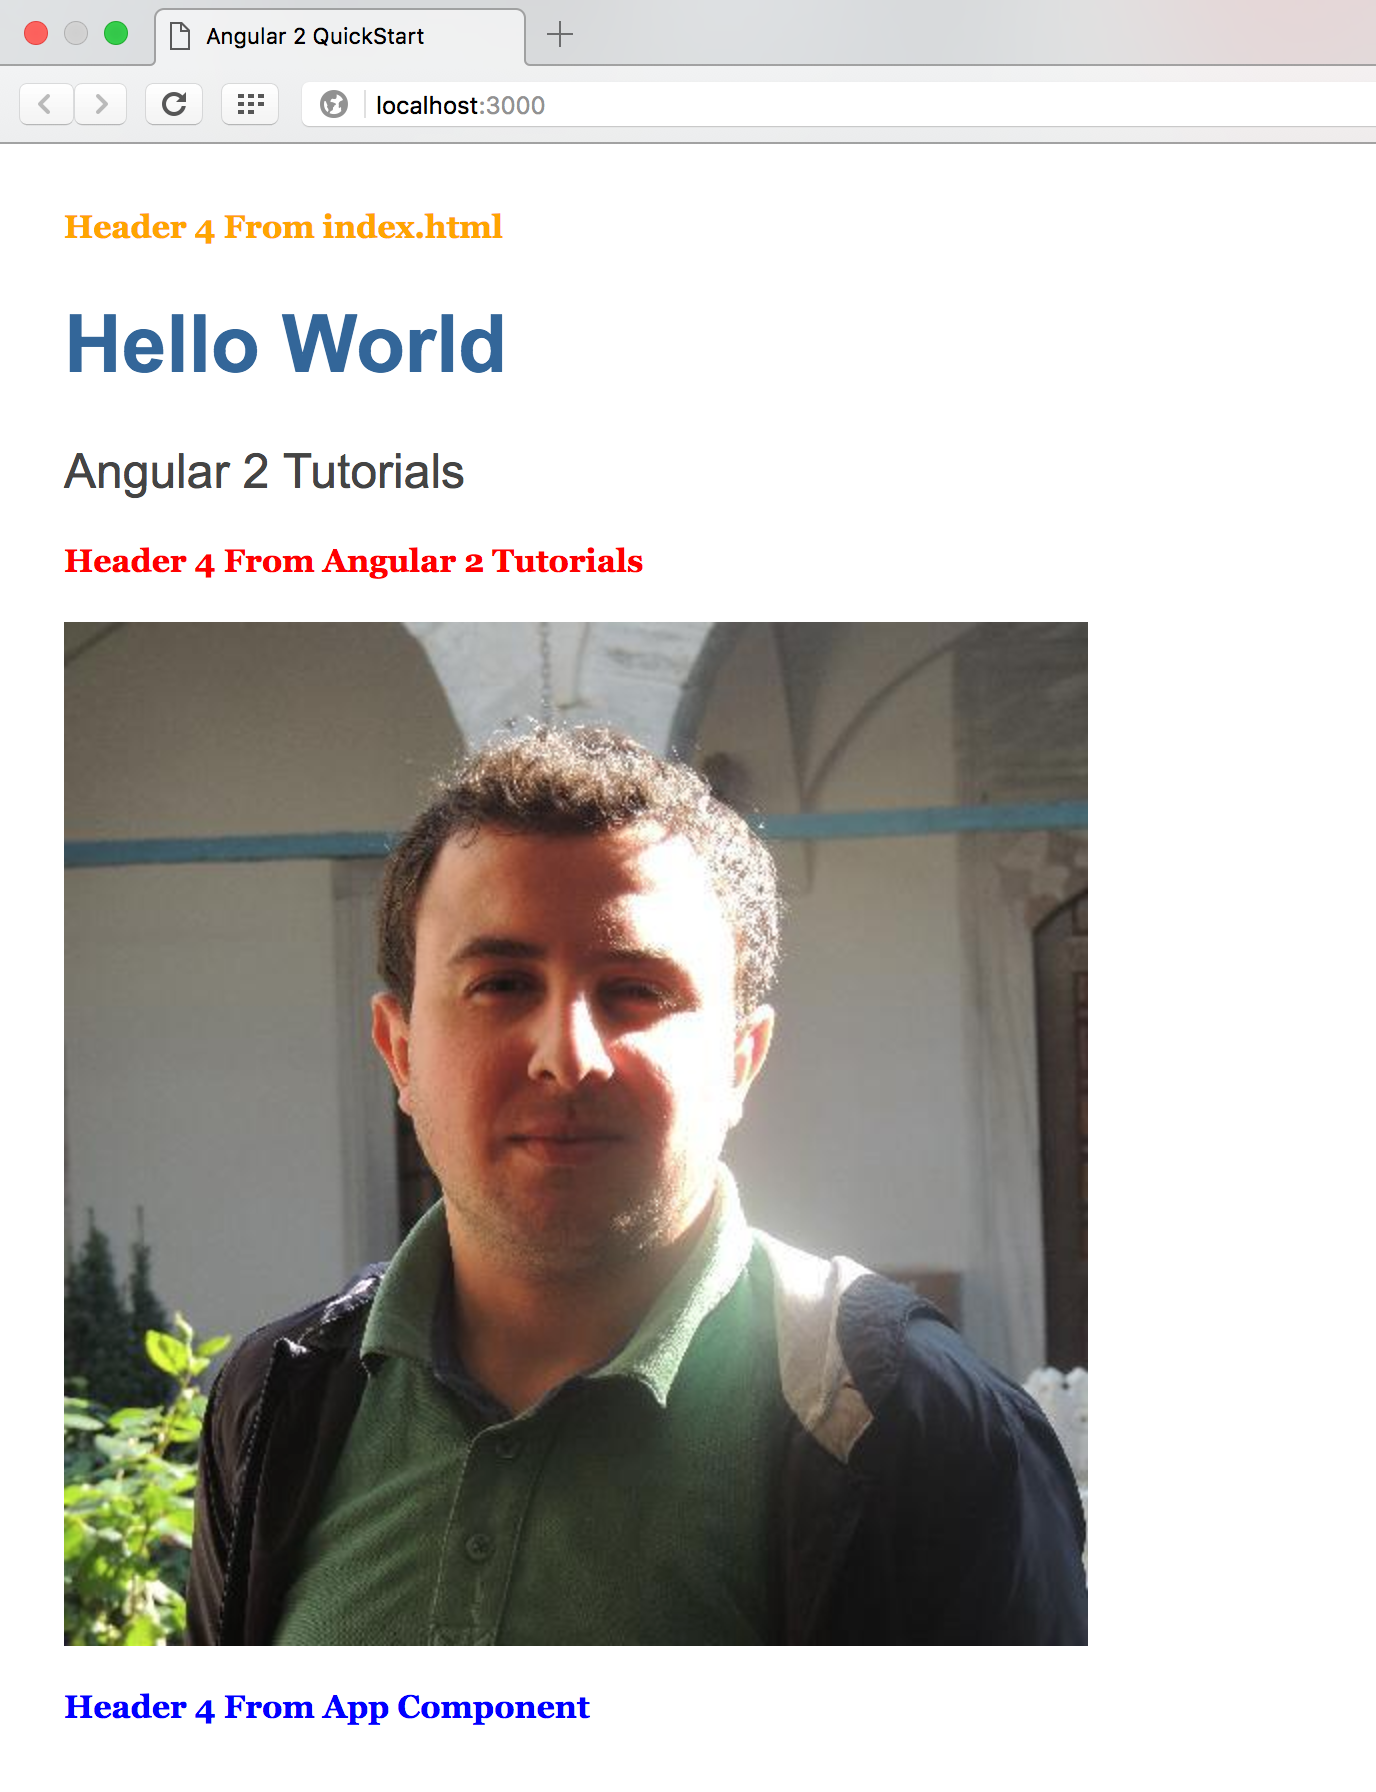 Angular 2 QuickStart
localhost:3000
Header 4 From index.html
Hello World
Angular 2 Tutorials
Header 4 From Angular 2 Tutorials
Header 4 From App Component